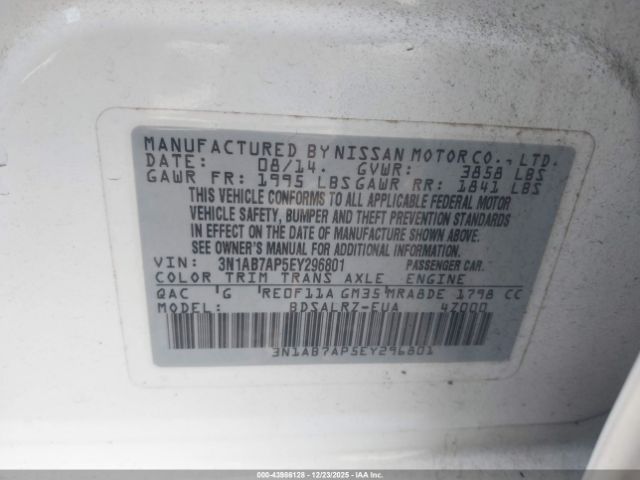 MANUFACTURED BY NISSAN MOTOR CO., LTD.
DATE: 08/14. GVWR: 3858 LBS
GAWR FR: 1995 LBS GAWR RR: 1841 LBS
THIS VEHICLE CONFORMS TO ALL APPLICABLE FEDERAL MOTOR
VEHICLE SAFETY, BUMPER AND THEFT PREVENTION STANDARDS
IN EFFECT ON THE DATE OF MANUFACTURE SHOWN ABOVE.
SEE OWNER'S MANUAL FOR ADDITIONAL INFORMATION.
VIN: 3N1AB7AP5EY296801 PASSENGER CAR.
COLOR TRIM TRANS AXLE ENGINE
QAC G RE0F11A GM35 MRA8DE 1798 CC
MODEL: BDSALRZ-EUA 4Z000
3N1AB7AP5EY296801
000-43986128 - 12/23/2025 - IAA Inc.